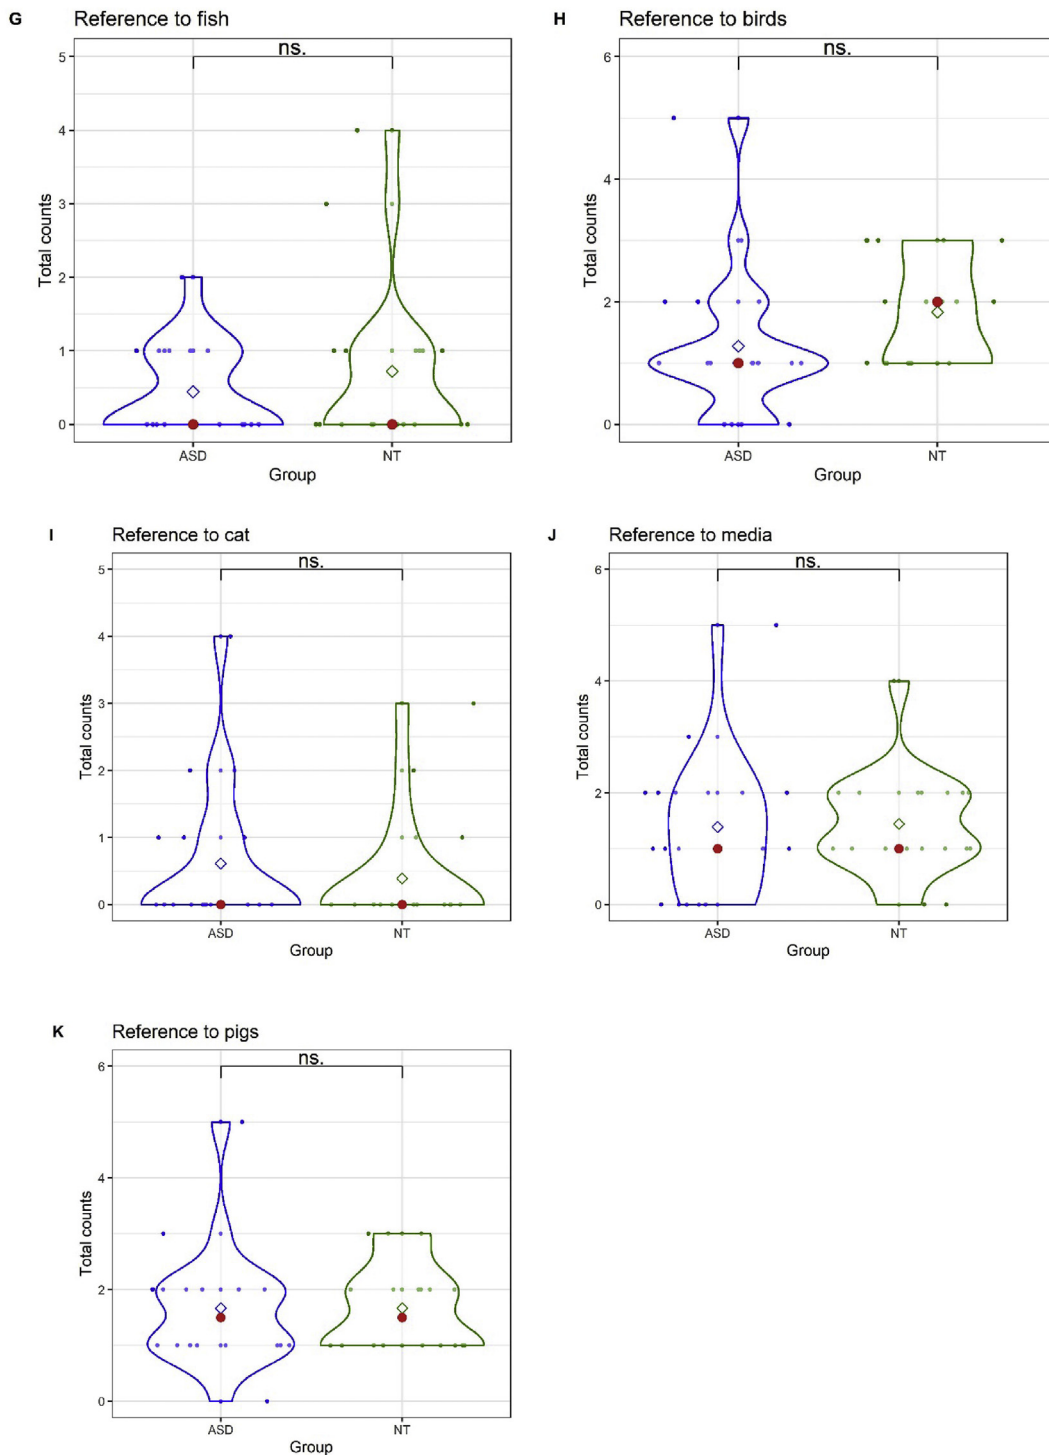 G Reference to fish
ns.
5
4
3
2
1
0
Total counts
ASD NT
Group
H Reference to birds
ns.
6
4
2
0
Total counts
ASD NT
Group
I Reference to cat
ns.
5
4
3
2
1
0
Total counts
ASD NT
Group
J Reference to media
ns.
6
4
2
0
Total counts
ASD NT
Group
K Reference to pigs
ns.
6
4
2
0
Total counts
ASD NT
Group